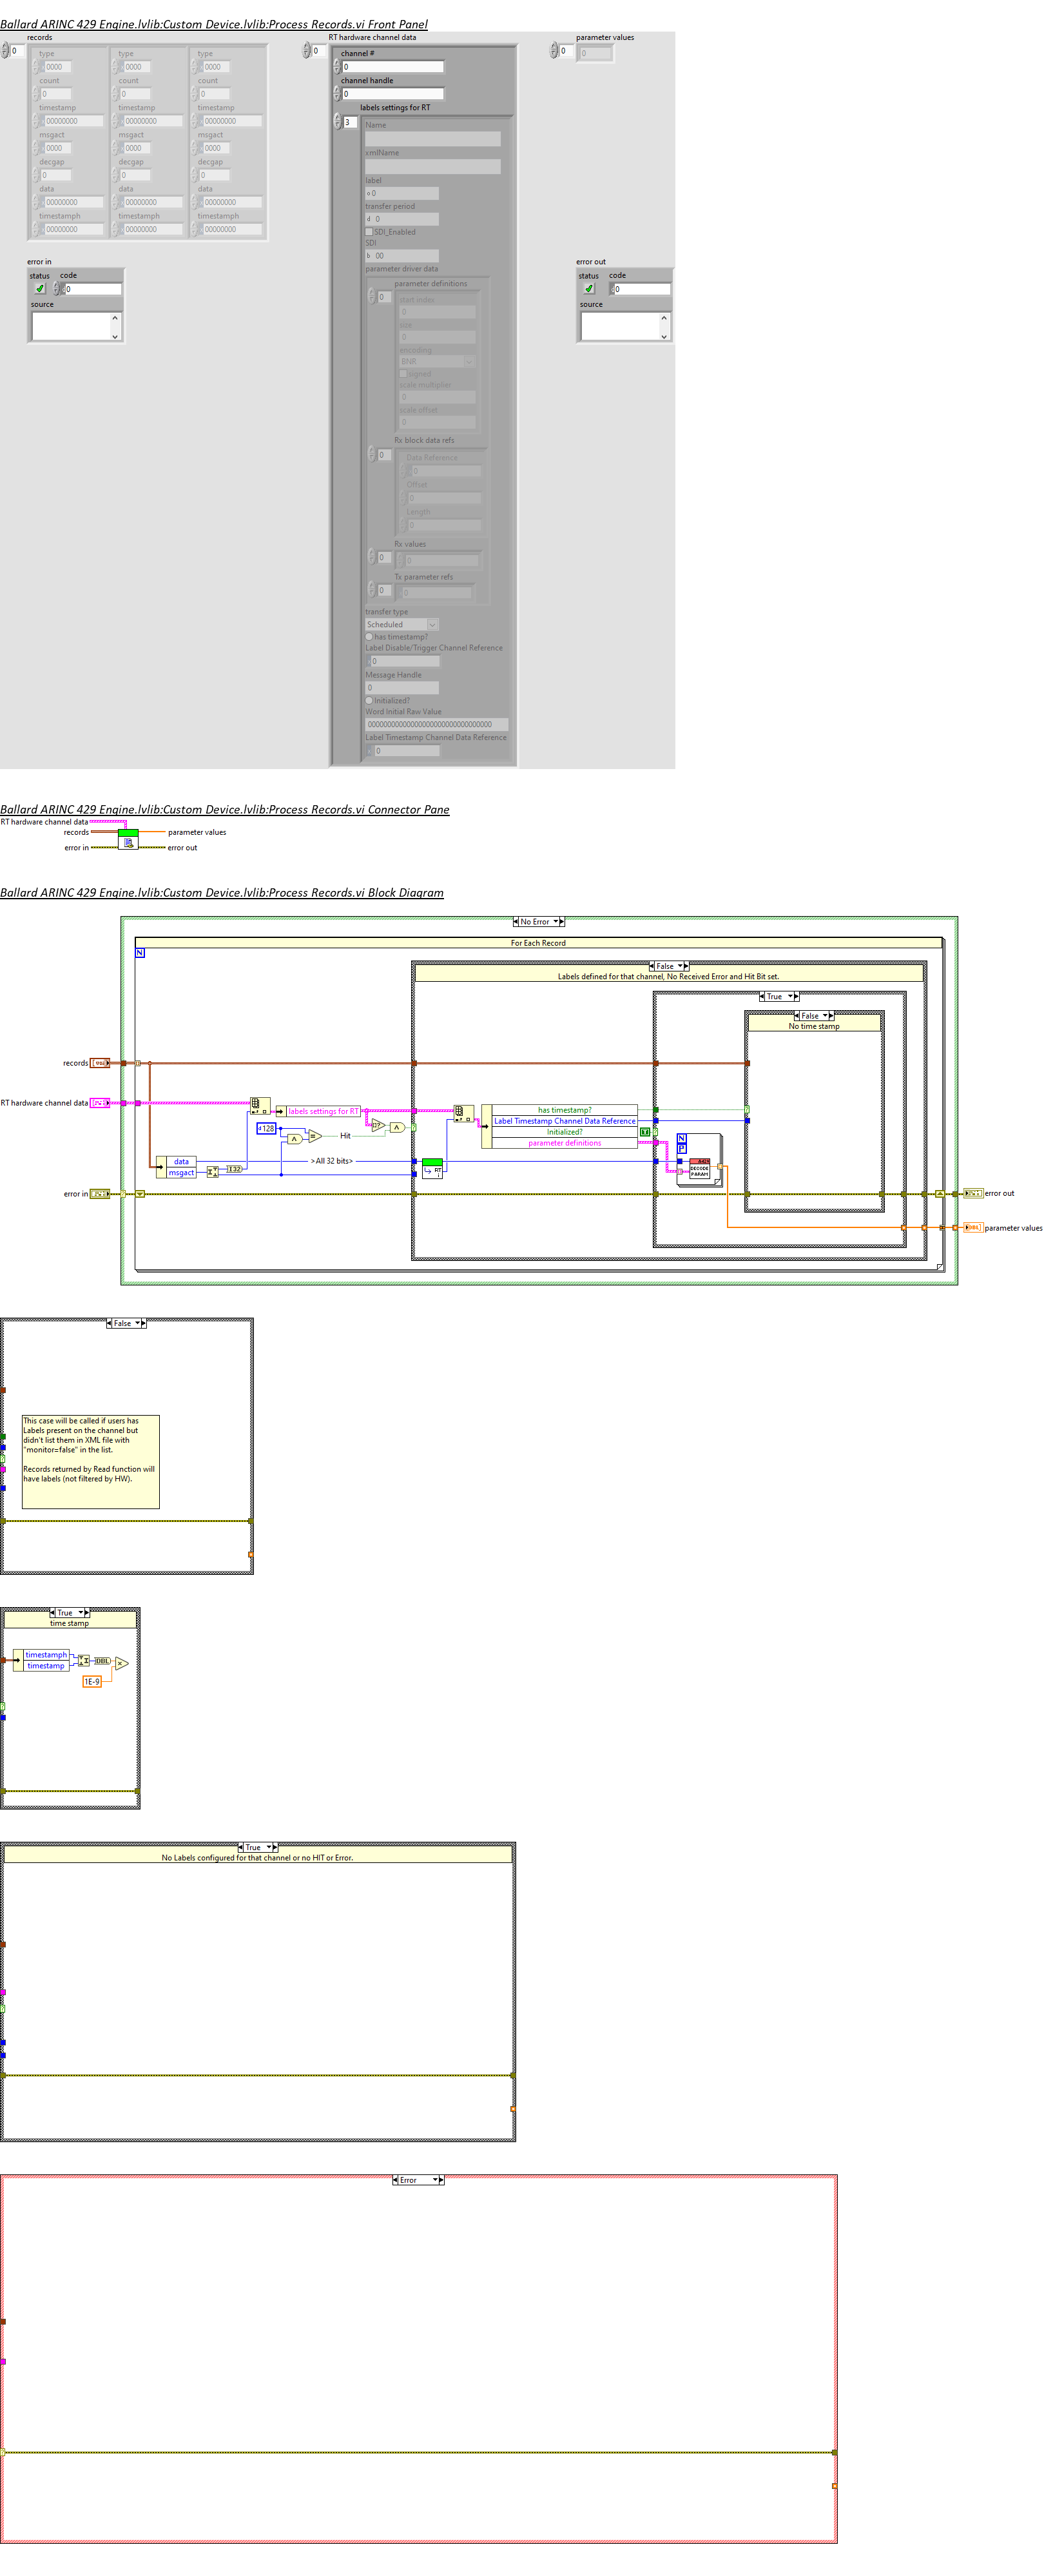 Ballard ARINC 429 Engine.lvlib:Custom Device.lvlib:Process Records.vi Front Panel
records
0
type
0000
count
0
timestamp
00000000
msgact
0000
decgap
0
data
00000000
timestamph
00000000
type
0000
count
0
timestamp
00000000
msgact
0000
decgap
0
data
00000000
timestamph
00000000
type
0000
count
0
timestamp
00000000
msgact
0000
decgap
0
data
00000000
timestamph
00000000
error in
status
code
0
source
RT hardware channel data
0
channel #
0
channel handle
0
labels settings for RT
3
Name
xmlName
label
o 0
transfer period
d 0
SDI_Enabled
SDI
b 00
parameter driver data
parameter definitions
0
start index
0
size
0
encoding
BNR
signed
scale multiplier
0
scale offset
0
Rx block data refs
0
Data Reference
0
Offset
0
Length
0
Rx values
0
0
Tx parameter refs
0
0
transfer type
Scheduled
has timestamp?
Label Disable/Trigger Channel Reference
0
Message Handle
0
Initialized?
Word Initial Raw Value
00000000000000000000000000000000
Label Timestamp Channel Data Reference
0
parameter values
0
0
error out
status
code
0
source
Ballard ARINC 429 Engine.lvlib:Custom Device.lvlib:Process Records.vi Connector Pane
RT hardware channel data
records
parameter values
error in
error out
Ballard ARINC 429 Engine.lvlib:Custom Device.lvlib:Process Records.vi Block Diagram
No Error
For Each Record
N
False
Labels defined for that channel, No Received Error and Hit Bit set.
True
False
No time stamp
records
RT hardware channel data
labels settings for RT
d 128
Hit
data
msgact
I32
>All 32 bits>
RT
has timestamp?
Label Timestamp Channel Data Reference
Initialized?
parameter definitions
N
P
DECODE
PARAM
error in
error out
DBL
parameter values
False
This case will be called if users has
Labels present on the channel but
didn't list them in XML file with
"monitor=false" in the list.
Records returned by Read function will
have labels (not filtered by HW).
True
time stamp
timestamph
timestamp
DBL
1E-9
True
No Labels configured for that channel or no HIT or Error.
Error